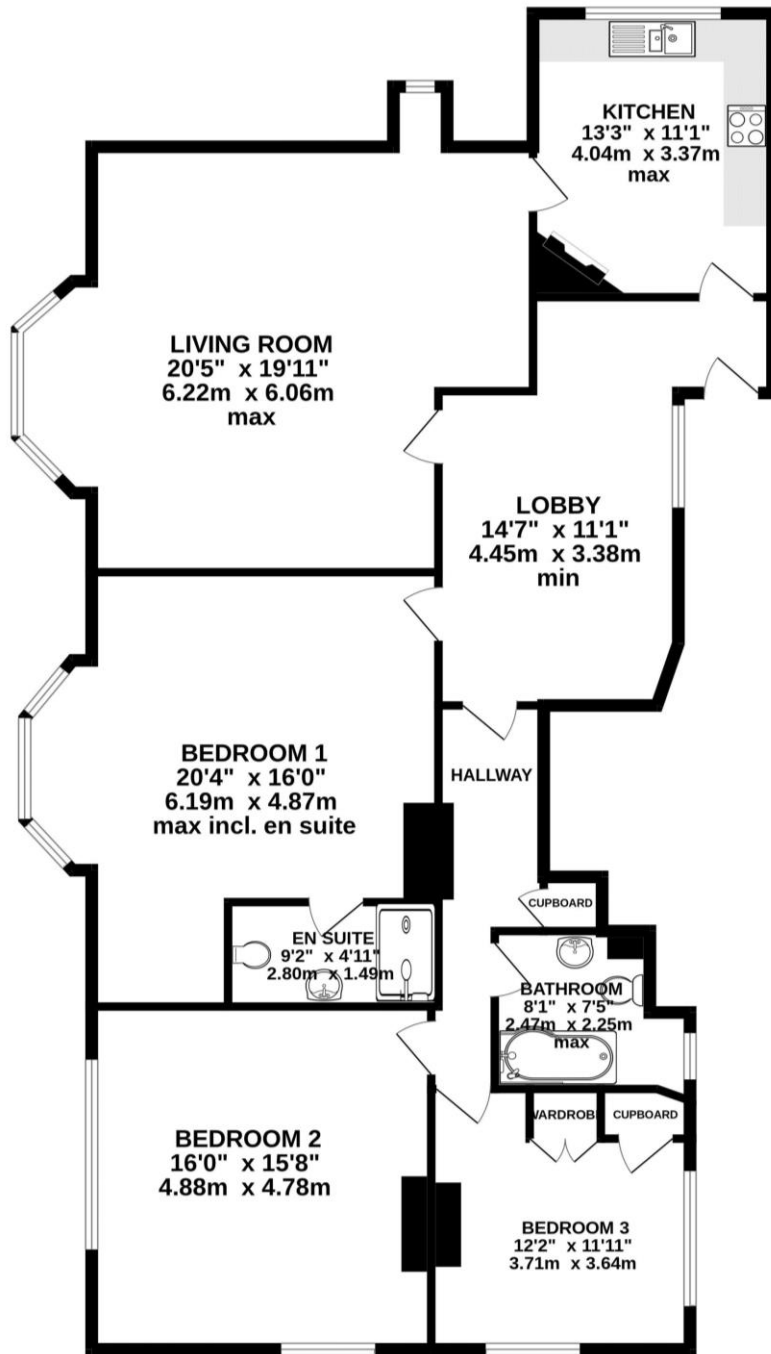 KITCHEN
13'3" x 11'1"
4.04m x 3.37m
max
LIVING ROOM
20'5" x 19'11"
6.22m x 6.06m
max
LOBBY
14'7" x 11'1"
4.45m x 3.38m
min
BEDROOM 1
20'4" x 16'0"
6.19m x 4.87m
max incl. en suite
HALLWAY
CUPBOARD
EN SUITE
9'2" x 4'11"
2.80m x 1.49m
BATHROOM
8'1" x 7'5"
2.47m x 2.25m
max
WARDROBE
CUPBOARD
BEDROOM 2
16'0" x 15'8"
4.88m x 4.78m
BEDROOM 3
12'2" x 11'11"
3.71m x 3.64m